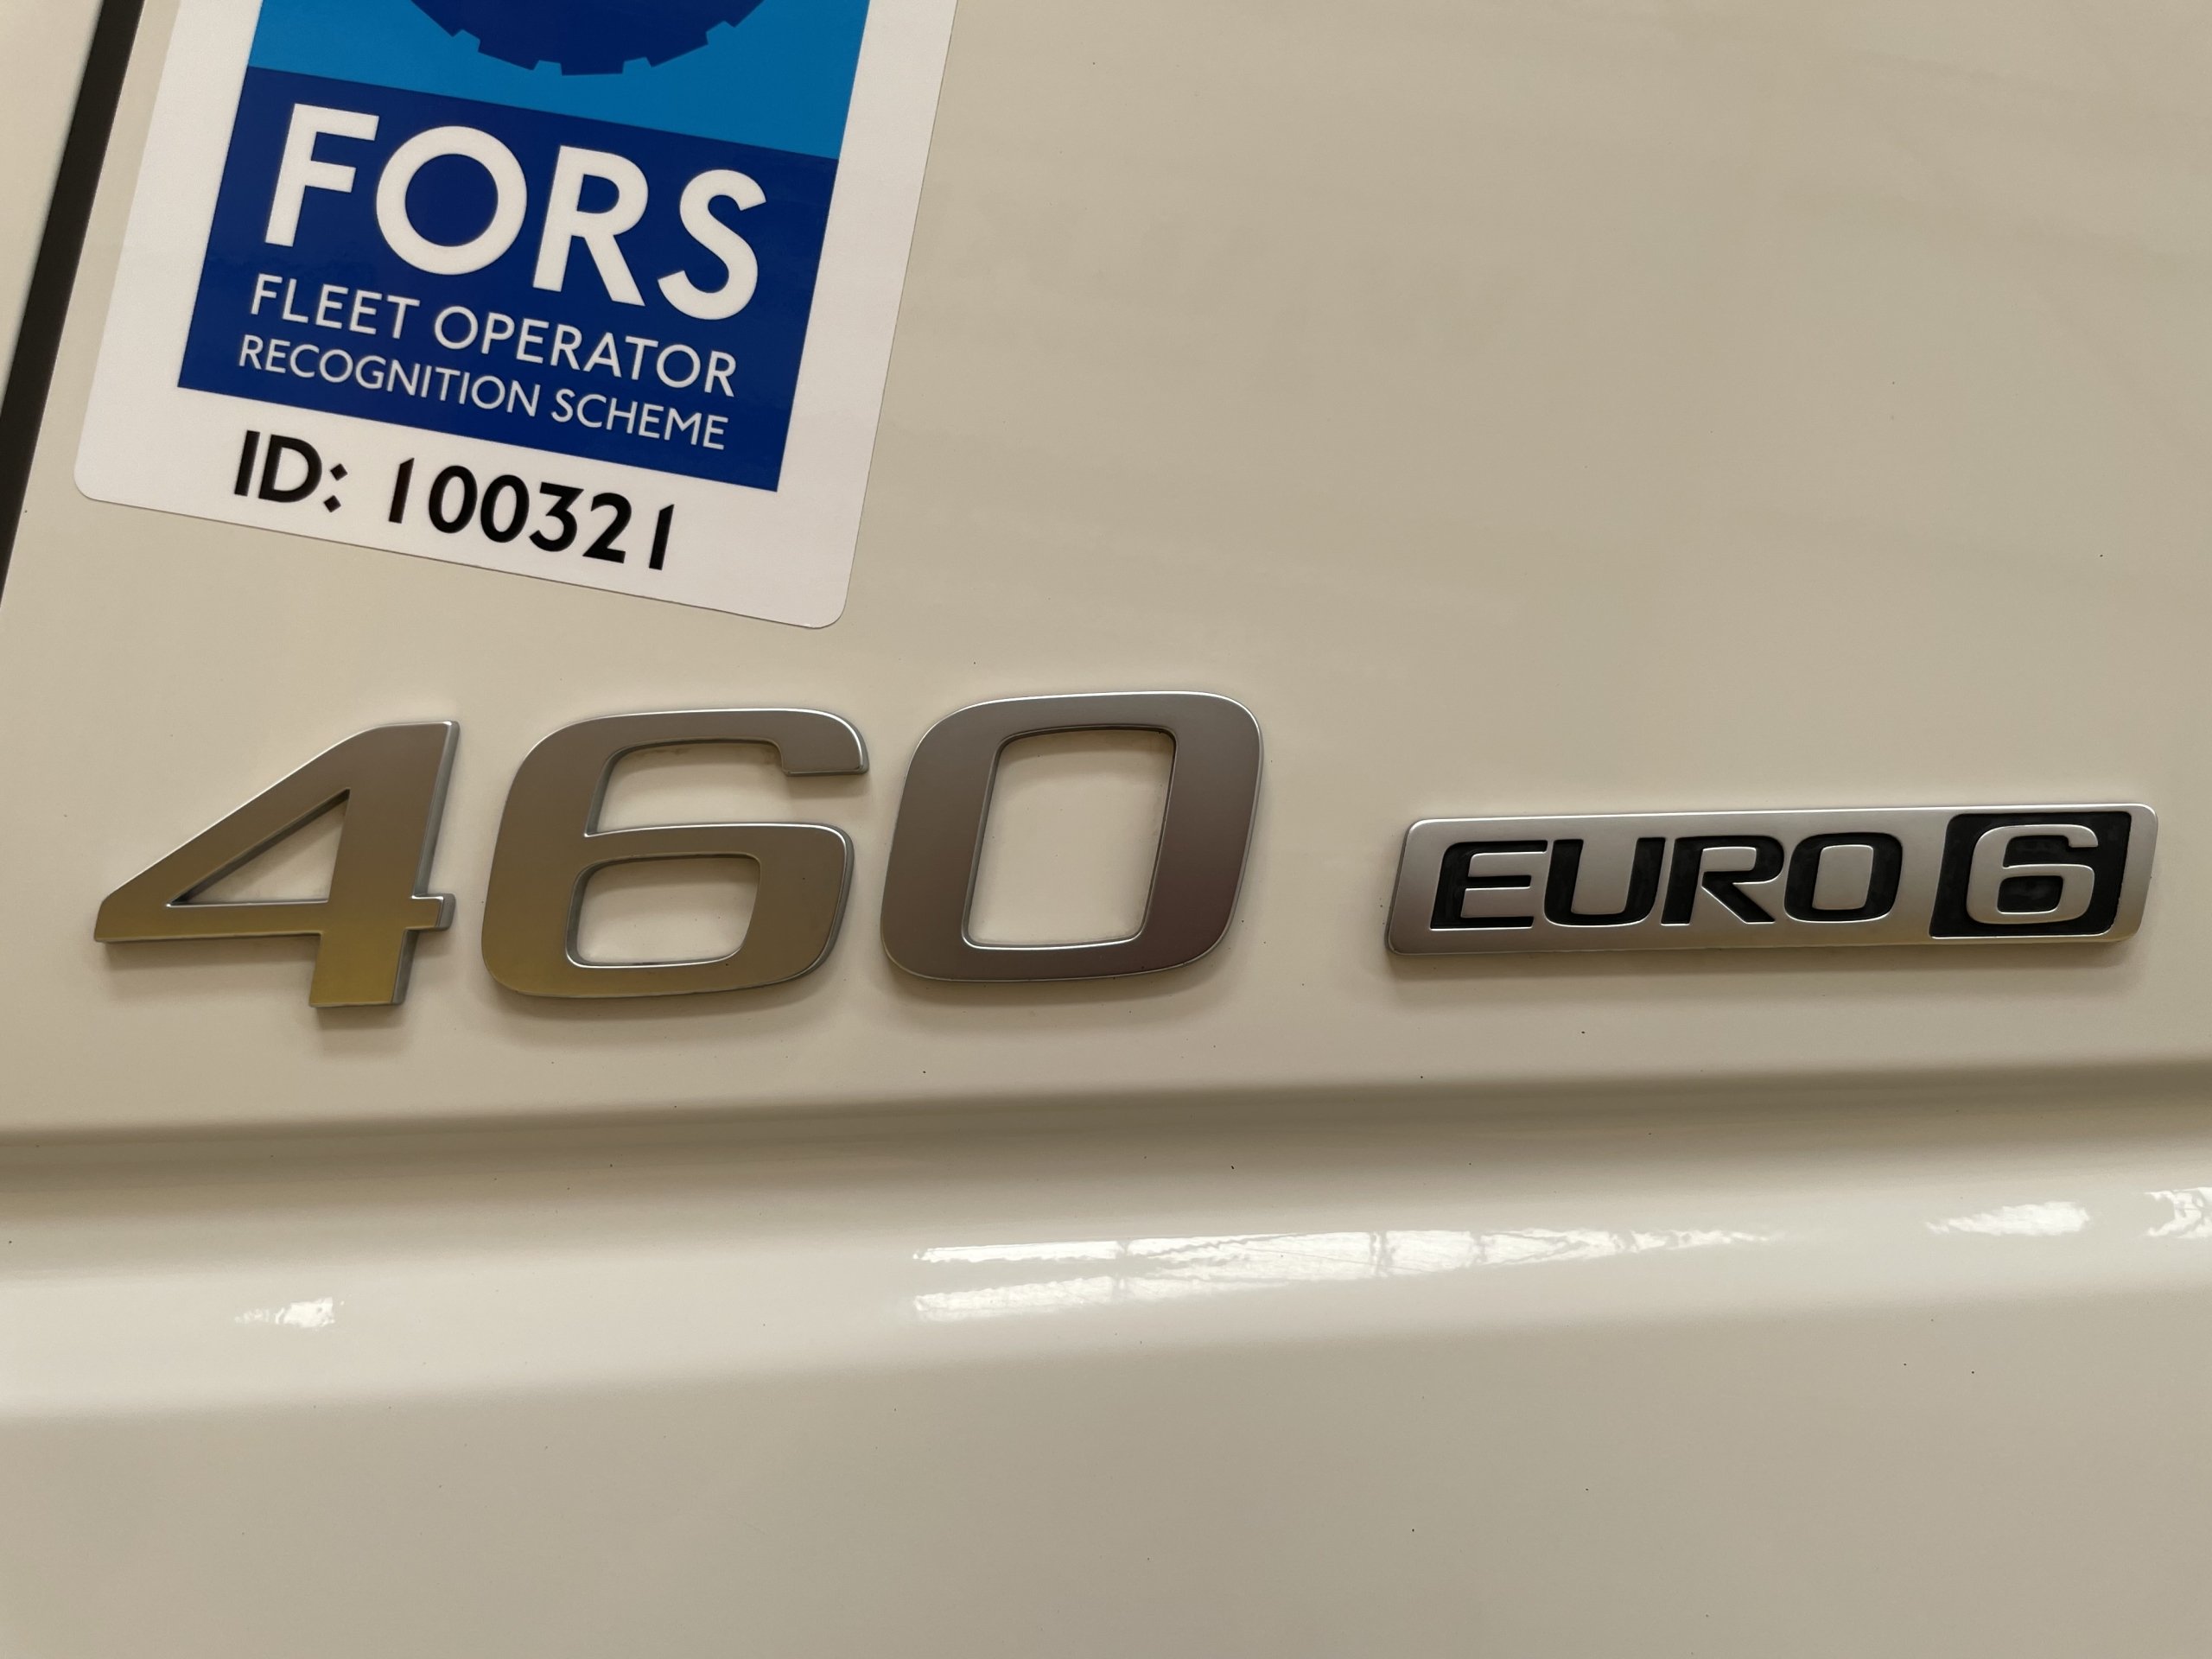 FORS
FLEET OPERATOR
RECOGNITION SCHEME
ID: 100321
460
EURO 6